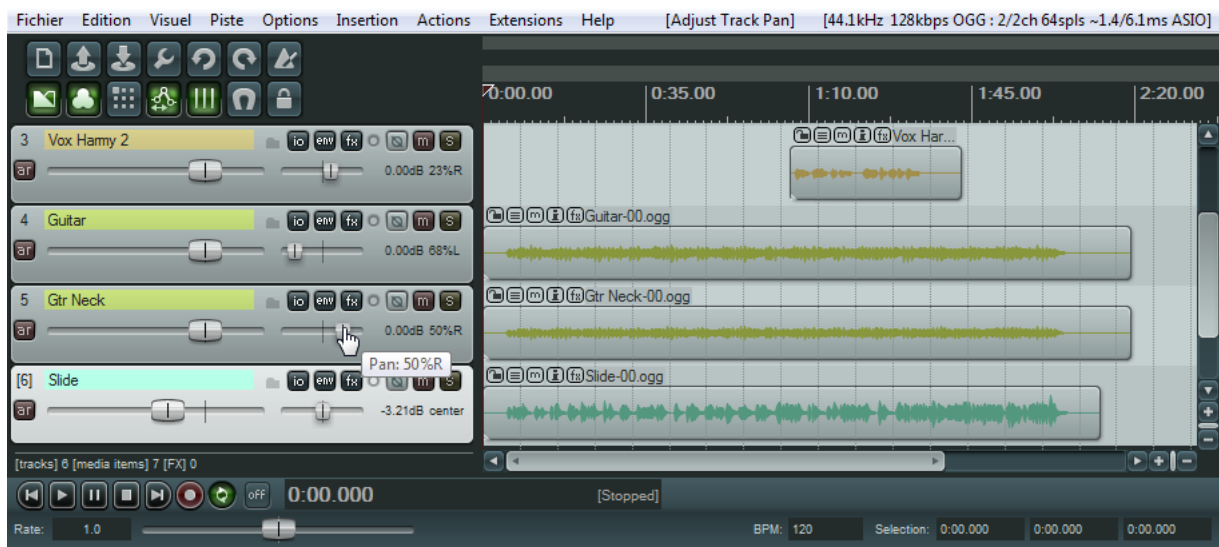 Fichier Edition Visuel Piste Options Insertion Actions Extensions Help [Adjust Track Pan] [44.1kHz 128kbps OGG : 2/2ch 64spls ~1.4/6.1ms ASIO]
0:00.00 0:35.00 1:10.00 1:45.00 2:20.00
3 Vox Harmy 2 io env fx m s
ar 0.00dB 23%R
m i fx Vox Har...
4 Guitar io env fx m s
ar 0.00dB 68%L
m i fx Guitar-00.ogg
5 Gtr Neck io env fx m s
ar 0.00dB 50%R
m i fx Gtr Neck-00.ogg
Pan: 50%R
[6] Slide io env fx m s
ar -3.21dB center
m i fx Slide-00.ogg
[tracks] 6 [media items] 7 [FX] 0
off 0:00.000 [Stopped]
Rate: 1.0 BPM: 120 Selection: 0:00.000 0:00.000 0:00.000